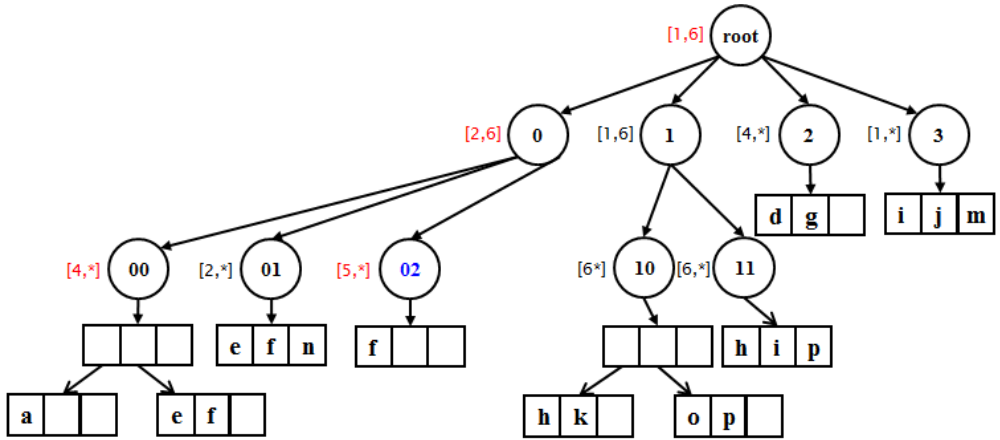 [1,6] root
[2,6] 0 [1,6] 1 [4,*] 2 [1,*] 3
d g
i j m
[4,*] 00 [2,*] 01 [5,*] 02 [6*] 10 [6,*] 11
e f n
f
h i p
a
e f
h k
o p